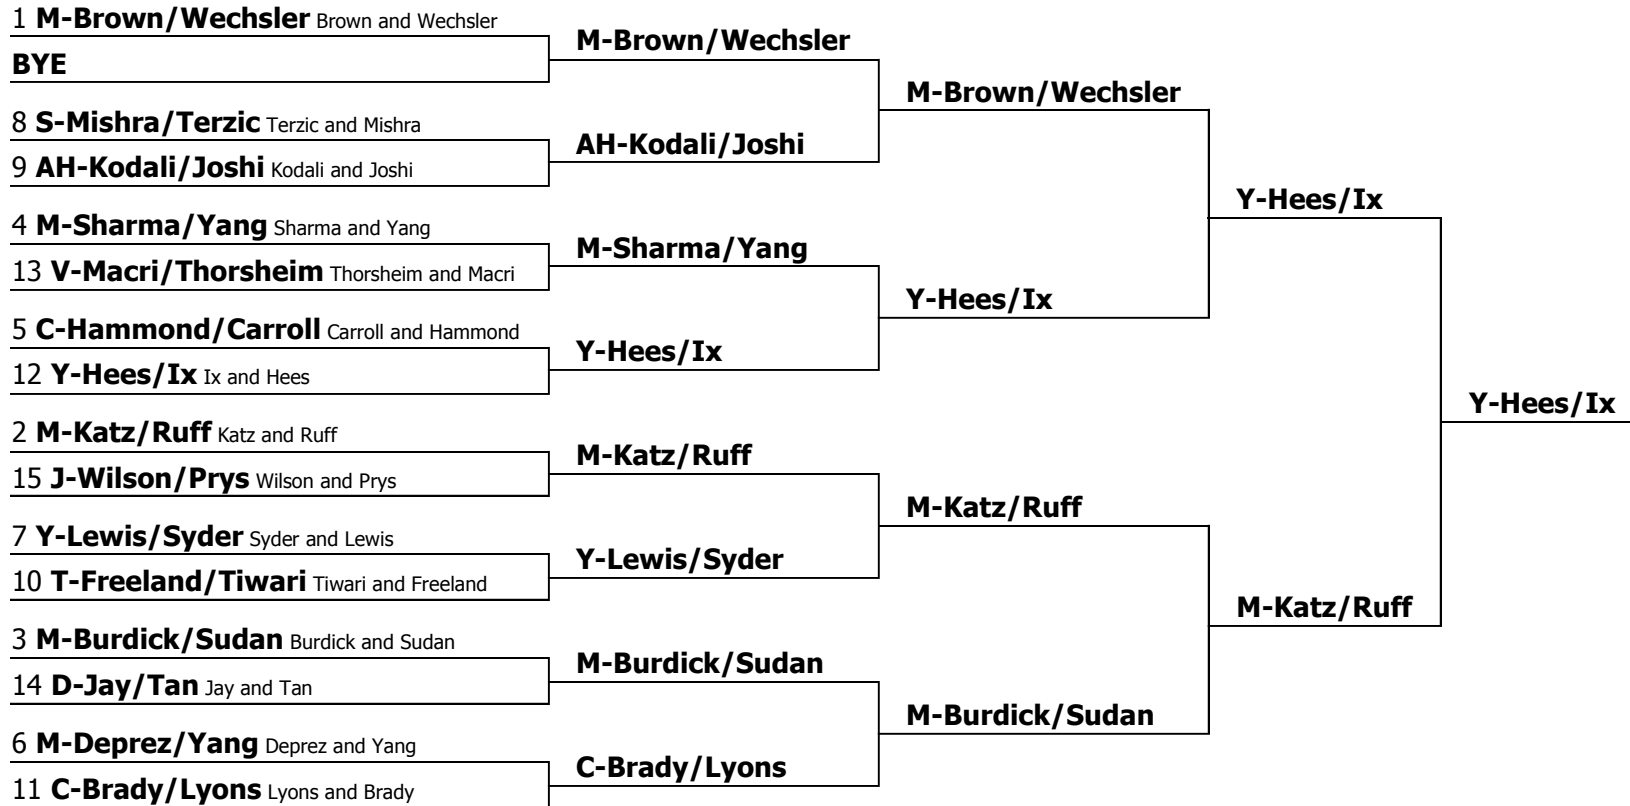 1 M-Brown/Wechsler Brown and Wechsler
BYE
8 S-Mishra/Terzic Terzic and Mishra
9 AH-Kodali/Joshi Kodali and Joshi
4 M-Sharma/Yang Sharma and Yang
13 V-Macri/Thorsheim Thorsheim and Macri
5 C-Hammond/Carroll Carroll and Hammond
12 Y-Hees/Ix Ix and Hees
2 M-Katz/Ruff Katz and Ruff
15 J-Wilson/Prys Wilson and Prys
7 Y-Lewis/Syder Syder and Lewis
10 T-Freeland/Tiwari Tiwari and Freeland
3 M-Burdick/Sudan Burdick and Sudan
14 D-Jay/Tan Jay and Tan
6 M-Deprez/Yang Deprez and Yang
11 C-Brady/Lyons Lyons and Brady
M-Brown/Wechsler
AH-Kodali/Joshi
M-Sharma/Yang
Y-Hees/Ix
M-Katz/Ruff
Y-Lewis/Syder
M-Burdick/Sudan
C-Brady/Lyons
M-Brown/Wechsler
Y-Hees/Ix
M-Katz/Ruff
M-Burdick/Sudan
Y-Hees/Ix
M-Katz/Ruff
Y-Hees/Ix